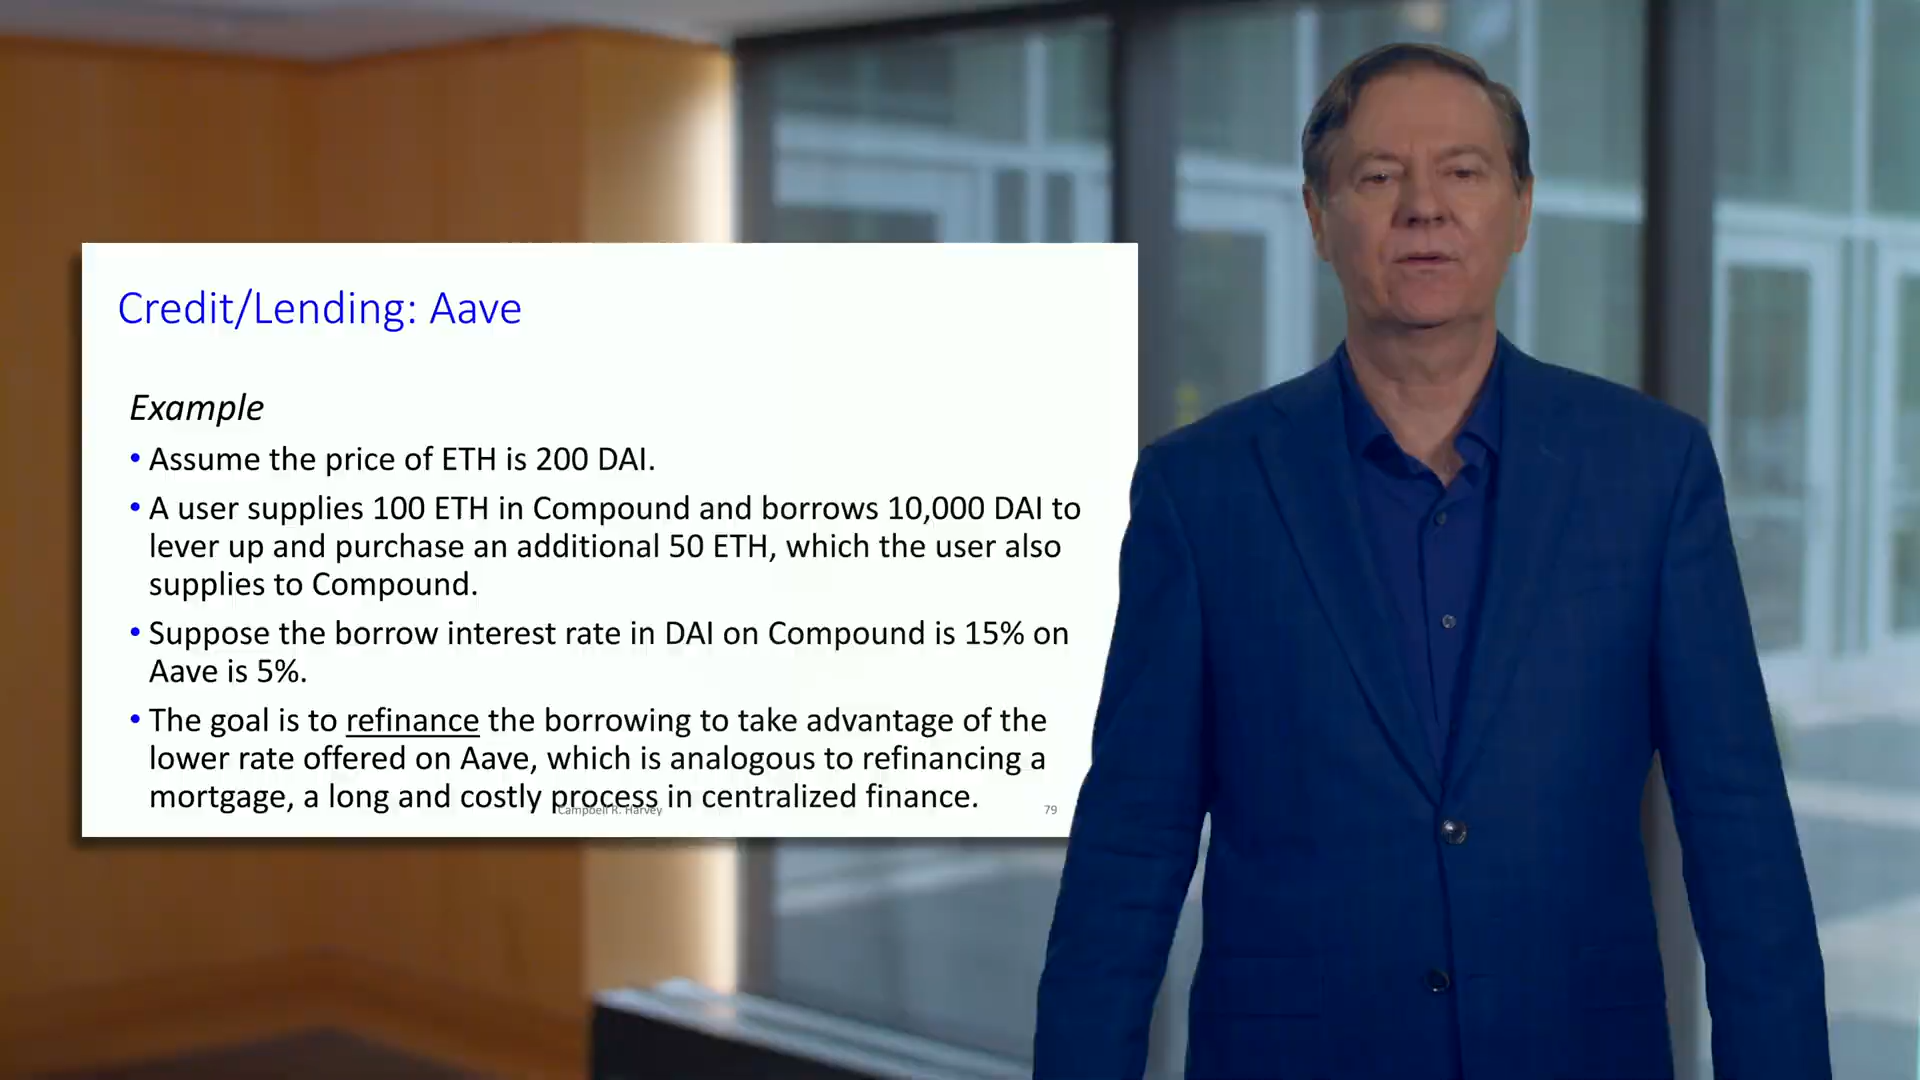 Credit/Lending: Aave
Example
• Assume the price of ETH is 200 DAI.
• A user supplies 100 ETH in Compound and borrows 10,000 DAI to
lever up and purchase an additional 50 ETH, which the user also
supplies to Compound.
• Suppose the borrow interest rate in DAI on Compound is 15% on
Aave is 5%.
• The goal is to refinance the borrowing to take advantage of the
lower rate offered on Aave, which is analogous to refinancing a
mortgage, a long and costly process in centralized finance.
Campbell R. Harvey
79